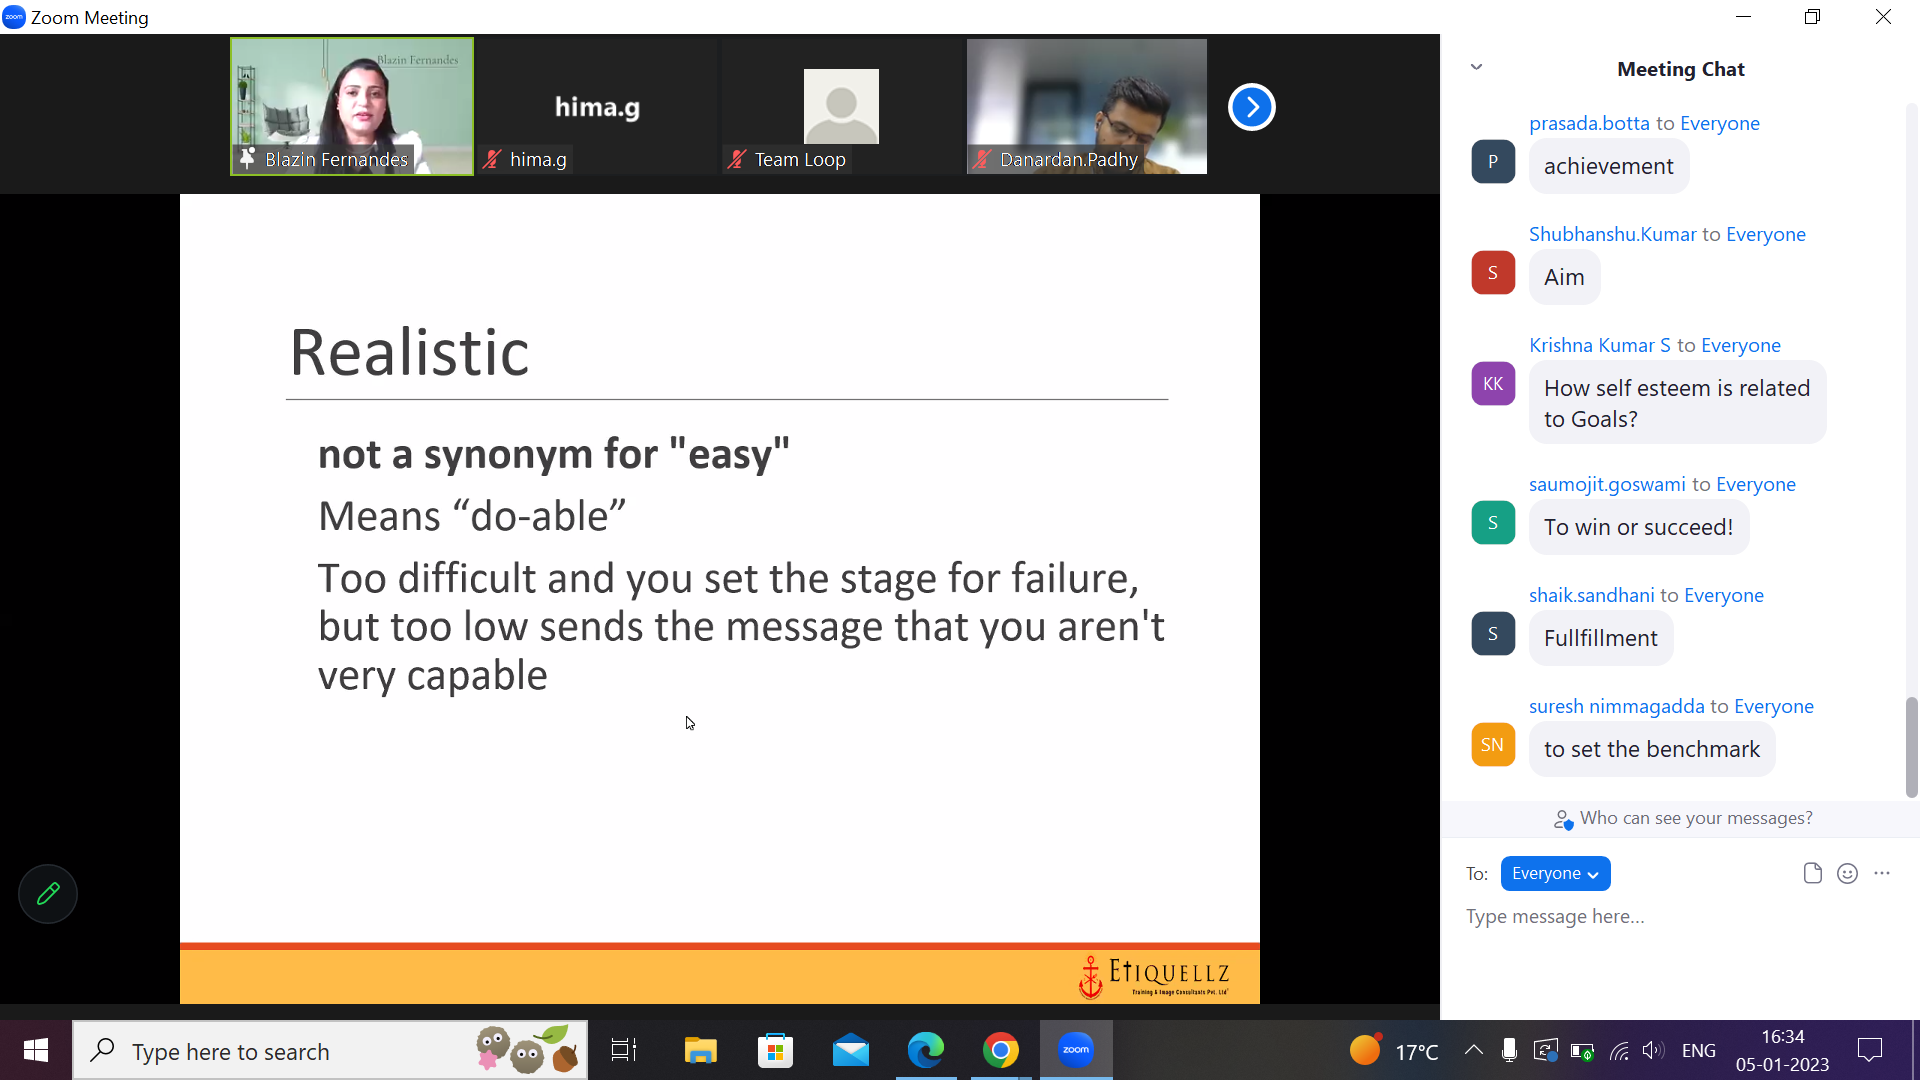 Zoom Meeting
Blazin Fernandes
hima.g
Blazin Fernandes
hima.g
Team Loop
Danardan.Padhy
Realistic
not a synonym for "easy"
Means “do-able”
Too difficult and you set the stage for failure,
but too low sends the message that you aren't
very capable
ETIQUELLZ
Training & Image Consultants Pvt. Ltd
Meeting Chat
prasada.botta to Everyone
P
achievement
Shubhanshu.Kumar to Everyone
S
Aim
Krishna Kumar S to Everyone
KK
How self esteem is related
to Goals?
saumojit.goswami to Everyone
S
To win or succeed!
shaik.sandhani to Everyone
S
Fullfillment
suresh nimmagadda to Everyone
SN
to set the benchmark
Who can see your messages?
To: Everyone
Type message here...
Type here to search
zoom
17°C
ENG
16:34
05-01-2023